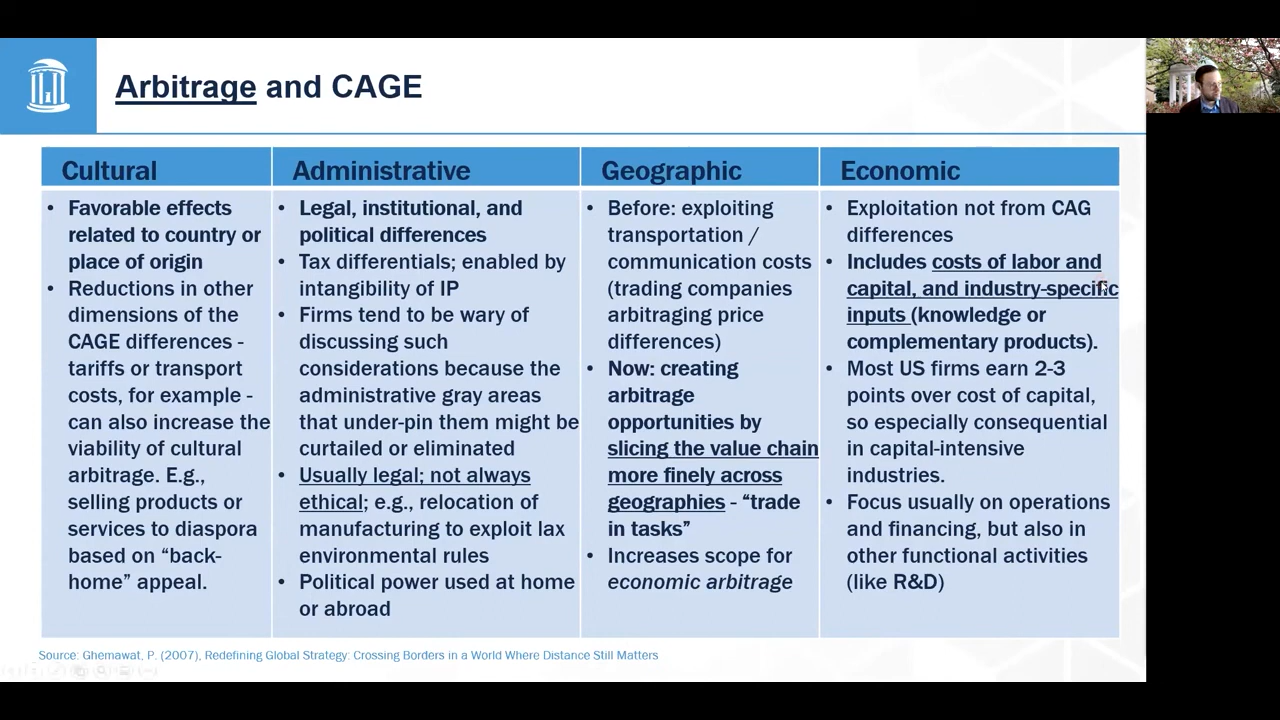 Arbitrage and CAGE
Cultural
• Favorable effects
related to country or
place of origin
• Reductions in other
dimensions of the
CAGE differences -
tariffs or transport
costs, for example -
can also increase the
viability of cultural
arbitrage. E.g.,
selling products or
services to diaspora
based on “back-
home” appeal.
Administrative
• Legal, institutional, and
political differences
• Tax differentials; enabled by
intangibility of IP
• Firms tend to be wary of
discussing such
considerations because the
administrative gray areas
that under-pin them might be
curtailed or eliminated
• Usually legal; not always
ethical; e.g., relocation of
manufacturing to exploit lax
environmental rules
• Political power used at home
or abroad
Geographic
• Before: exploiting
transportation /
communication costs
(trading companies
arbitraging price
differences)
• Now: creating
arbitrage
opportunities by
slicing the value chain
more finely across
geographies - “trade
in tasks”
• Increases scope for
economic arbitrage
Economic
• Exploitation not from CAG
differences
• Includes costs of labor and
capital, and industry-specific
inputs (knowledge or
complementary products).
• Most US firms earn 2-3
points over cost of capital,
so especially consequential
in capital-intensive
industries.
• Focus usually on operations
and financing, but also in
other functional activities
(like R&D)
Source: Ghemawat, P. (2007), Redefining Global Strategy: Crossing Borders in a World Where Distance Still Matters